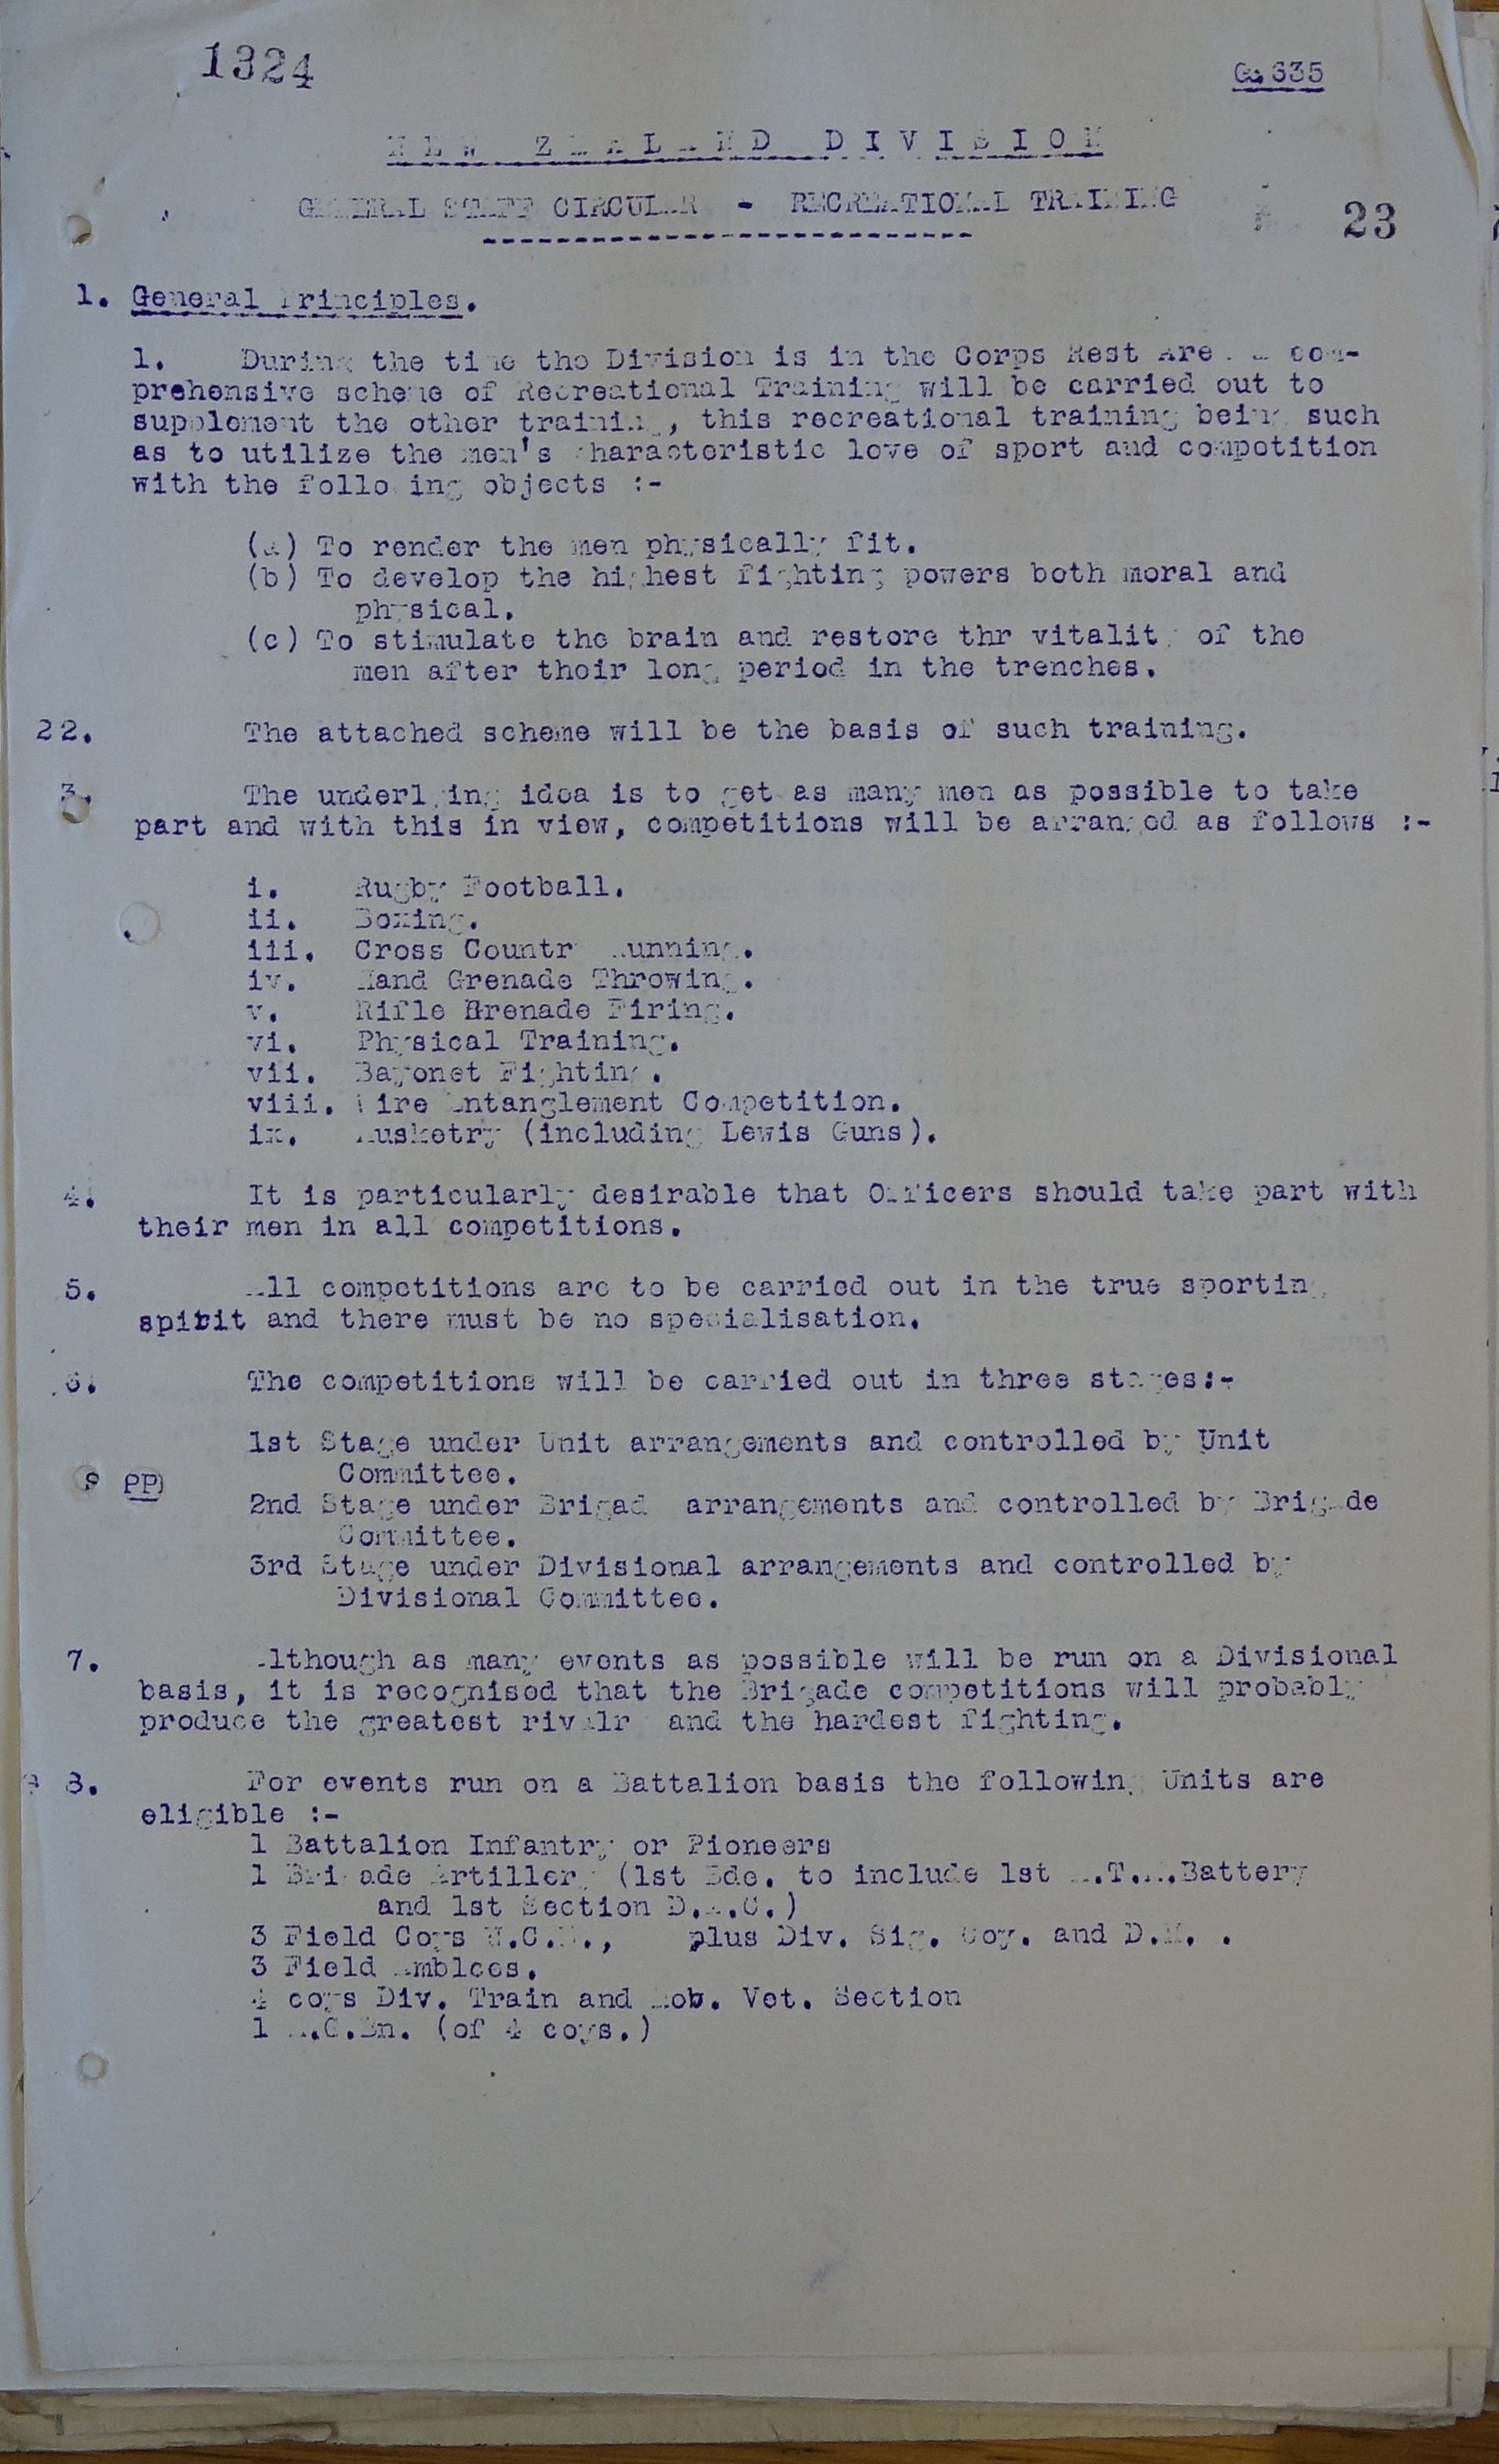 1324
G.635
NEW ZEALAND DIVISION
GENERAL STAFF CIRCULAR - RECREATIONAL TRAINING
23
1. General Principles.
1. During the time the Division is in the Corps Rest Area a com-
prehensive scheme of Recreational Training will be carried out to
supplement the other training, this recreational training being such
as to utilize the men's characteristic love of sport and competition
with the following objects :-
(a) To render the men physically fit.
(b) To develop the highest fighting powers both moral and
physical.
(c) To stimulate the brain and restore thr vitality of the
men after their long period in the trenches.
22. The attached scheme will be the basis of such training.
3. The underlying idea is to get as many men as possible to take
part and with this in view, competitions will be arranged as follows :-
i. Rugby Football.
ii. Boxing.
iii. Cross Country Running.
iv. Hand Grenade Throwing.
v. Rifle Grenade Firing.
vi. Physical Training.
vii. Bayonet Fighting.
viii. Wire Entanglement Competition.
ix. Musketry (including Lewis Guns).
4. It is particularly desirable that Officers should take part with
their men in all competitions.
5. All competitions are to be carried out in the true sporting
spirit and there must be no specialisation.
6. The competitions will be carried out in three stages:-
1st Stage under Unit arrangements and controlled by Unit
Committee.
PP)
2nd Stage under Brigade arrangements and controlled by Brigade
Committee.
3rd Stage under Divisional arrangements and controlled by
Divisional Committee.
7. Although as many events as possible will be run on a Divisional
basis, it is recognised that the Brigade competitions will probably
produce the greatest rivalry and the hardest fighting.
8. For events run on a Battalion basis the following Units are
eligible :-
1 Battalion Infantry or Pioneers
1 Brigade Artillery (1st Bde. to include 1st M.T.M.Battery
and 1st Section D.A.C.)
3 Field Coys plus Div. Sig. Coy. and
3 Field Amblces.
4 coys Div. Train and Mob. Vet. Section
1 M.G.Bn. (of 4 coys.)